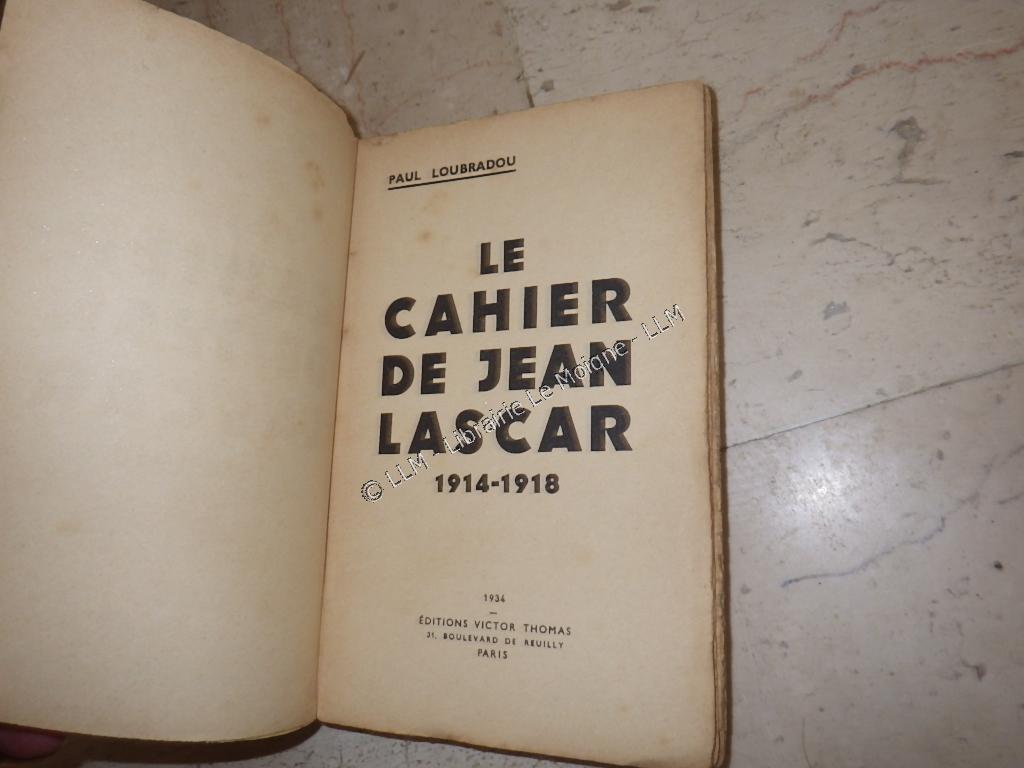 PAUL LOUBRADOU
LE
CAHIER
DE JEAN
LASCAR
1914-1918
1934
—
ÉDITIONS VICTOR THOMAS
31, BOULEVARD DE REUILLY
PARIS
© LLM - Librairie Le Moigne - LLM